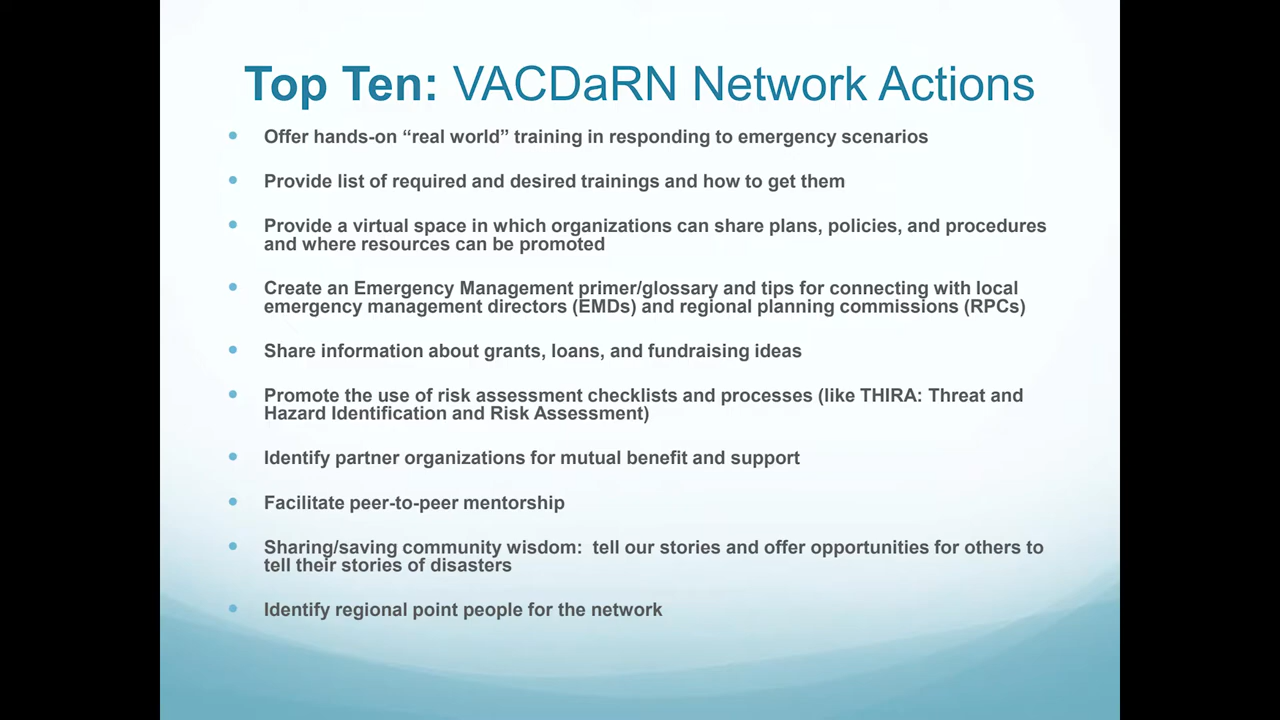 Top Ten: VACDaRN Network Actions
• Offer hands-on “real world” training in responding to emergency scenarios
• Provide list of required and desired trainings and how to get them
• Provide a virtual space in which organizations can share plans, policies, and procedures
and where resources can be promoted
• Create an Emergency Management primer/glossary and tips for connecting with local
emergency management directors (EMDs) and regional planning commissions (RPCs)
• Share information about grants, loans, and fundraising ideas
• Promote the use of risk assessment checklists and processes (like THIRA: Threat and
Hazard Identification and Risk Assessment)
• Identify partner organizations for mutual benefit and support
• Facilitate peer-to-peer mentorship
• Sharing/saving community wisdom:  tell our stories and offer opportunities for others to
tell their stories of disasters
• Identify regional point people for the network